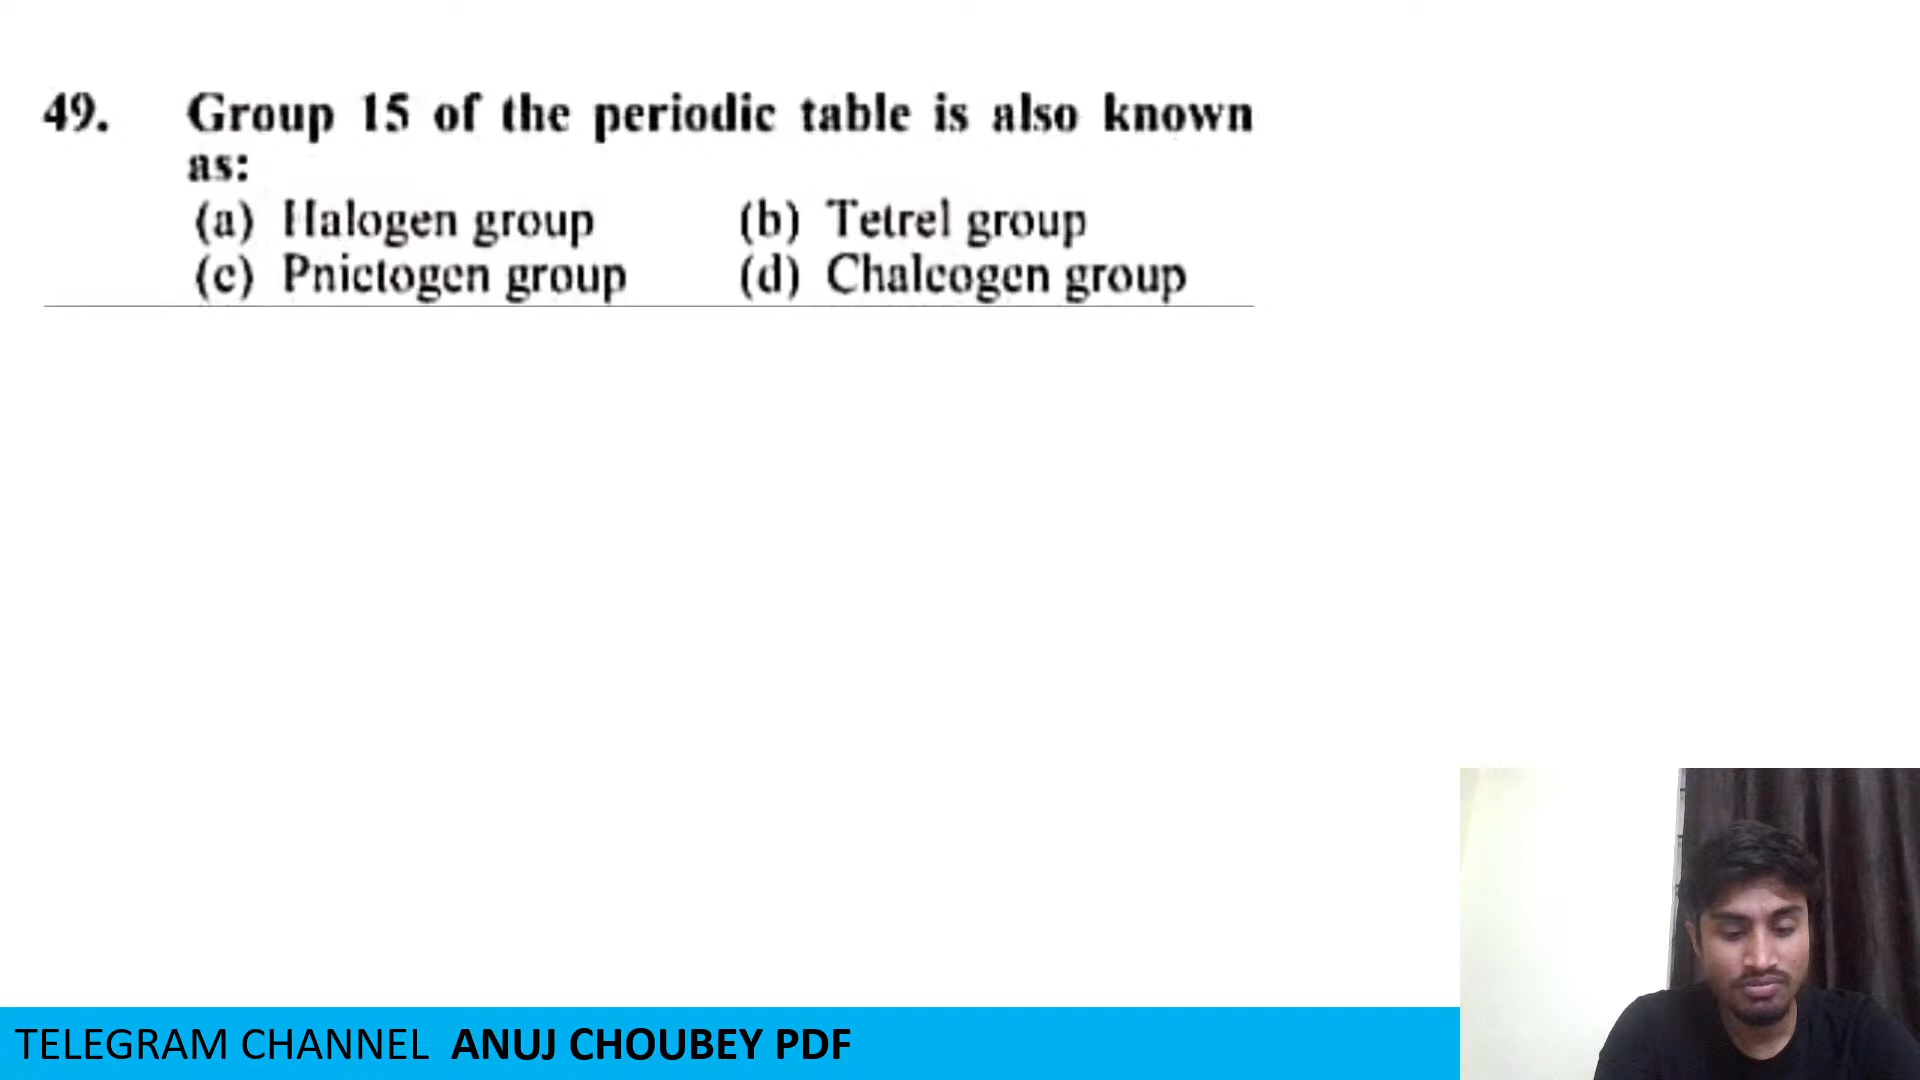 49. Group 15 of the periodic table is also known
as:
(a) Halogen group (b) Tetrel group
(c) Pnictogen group (d) Chalcogen group
TELEGRAM CHANNEL ANUJ CHOUBEY PDF